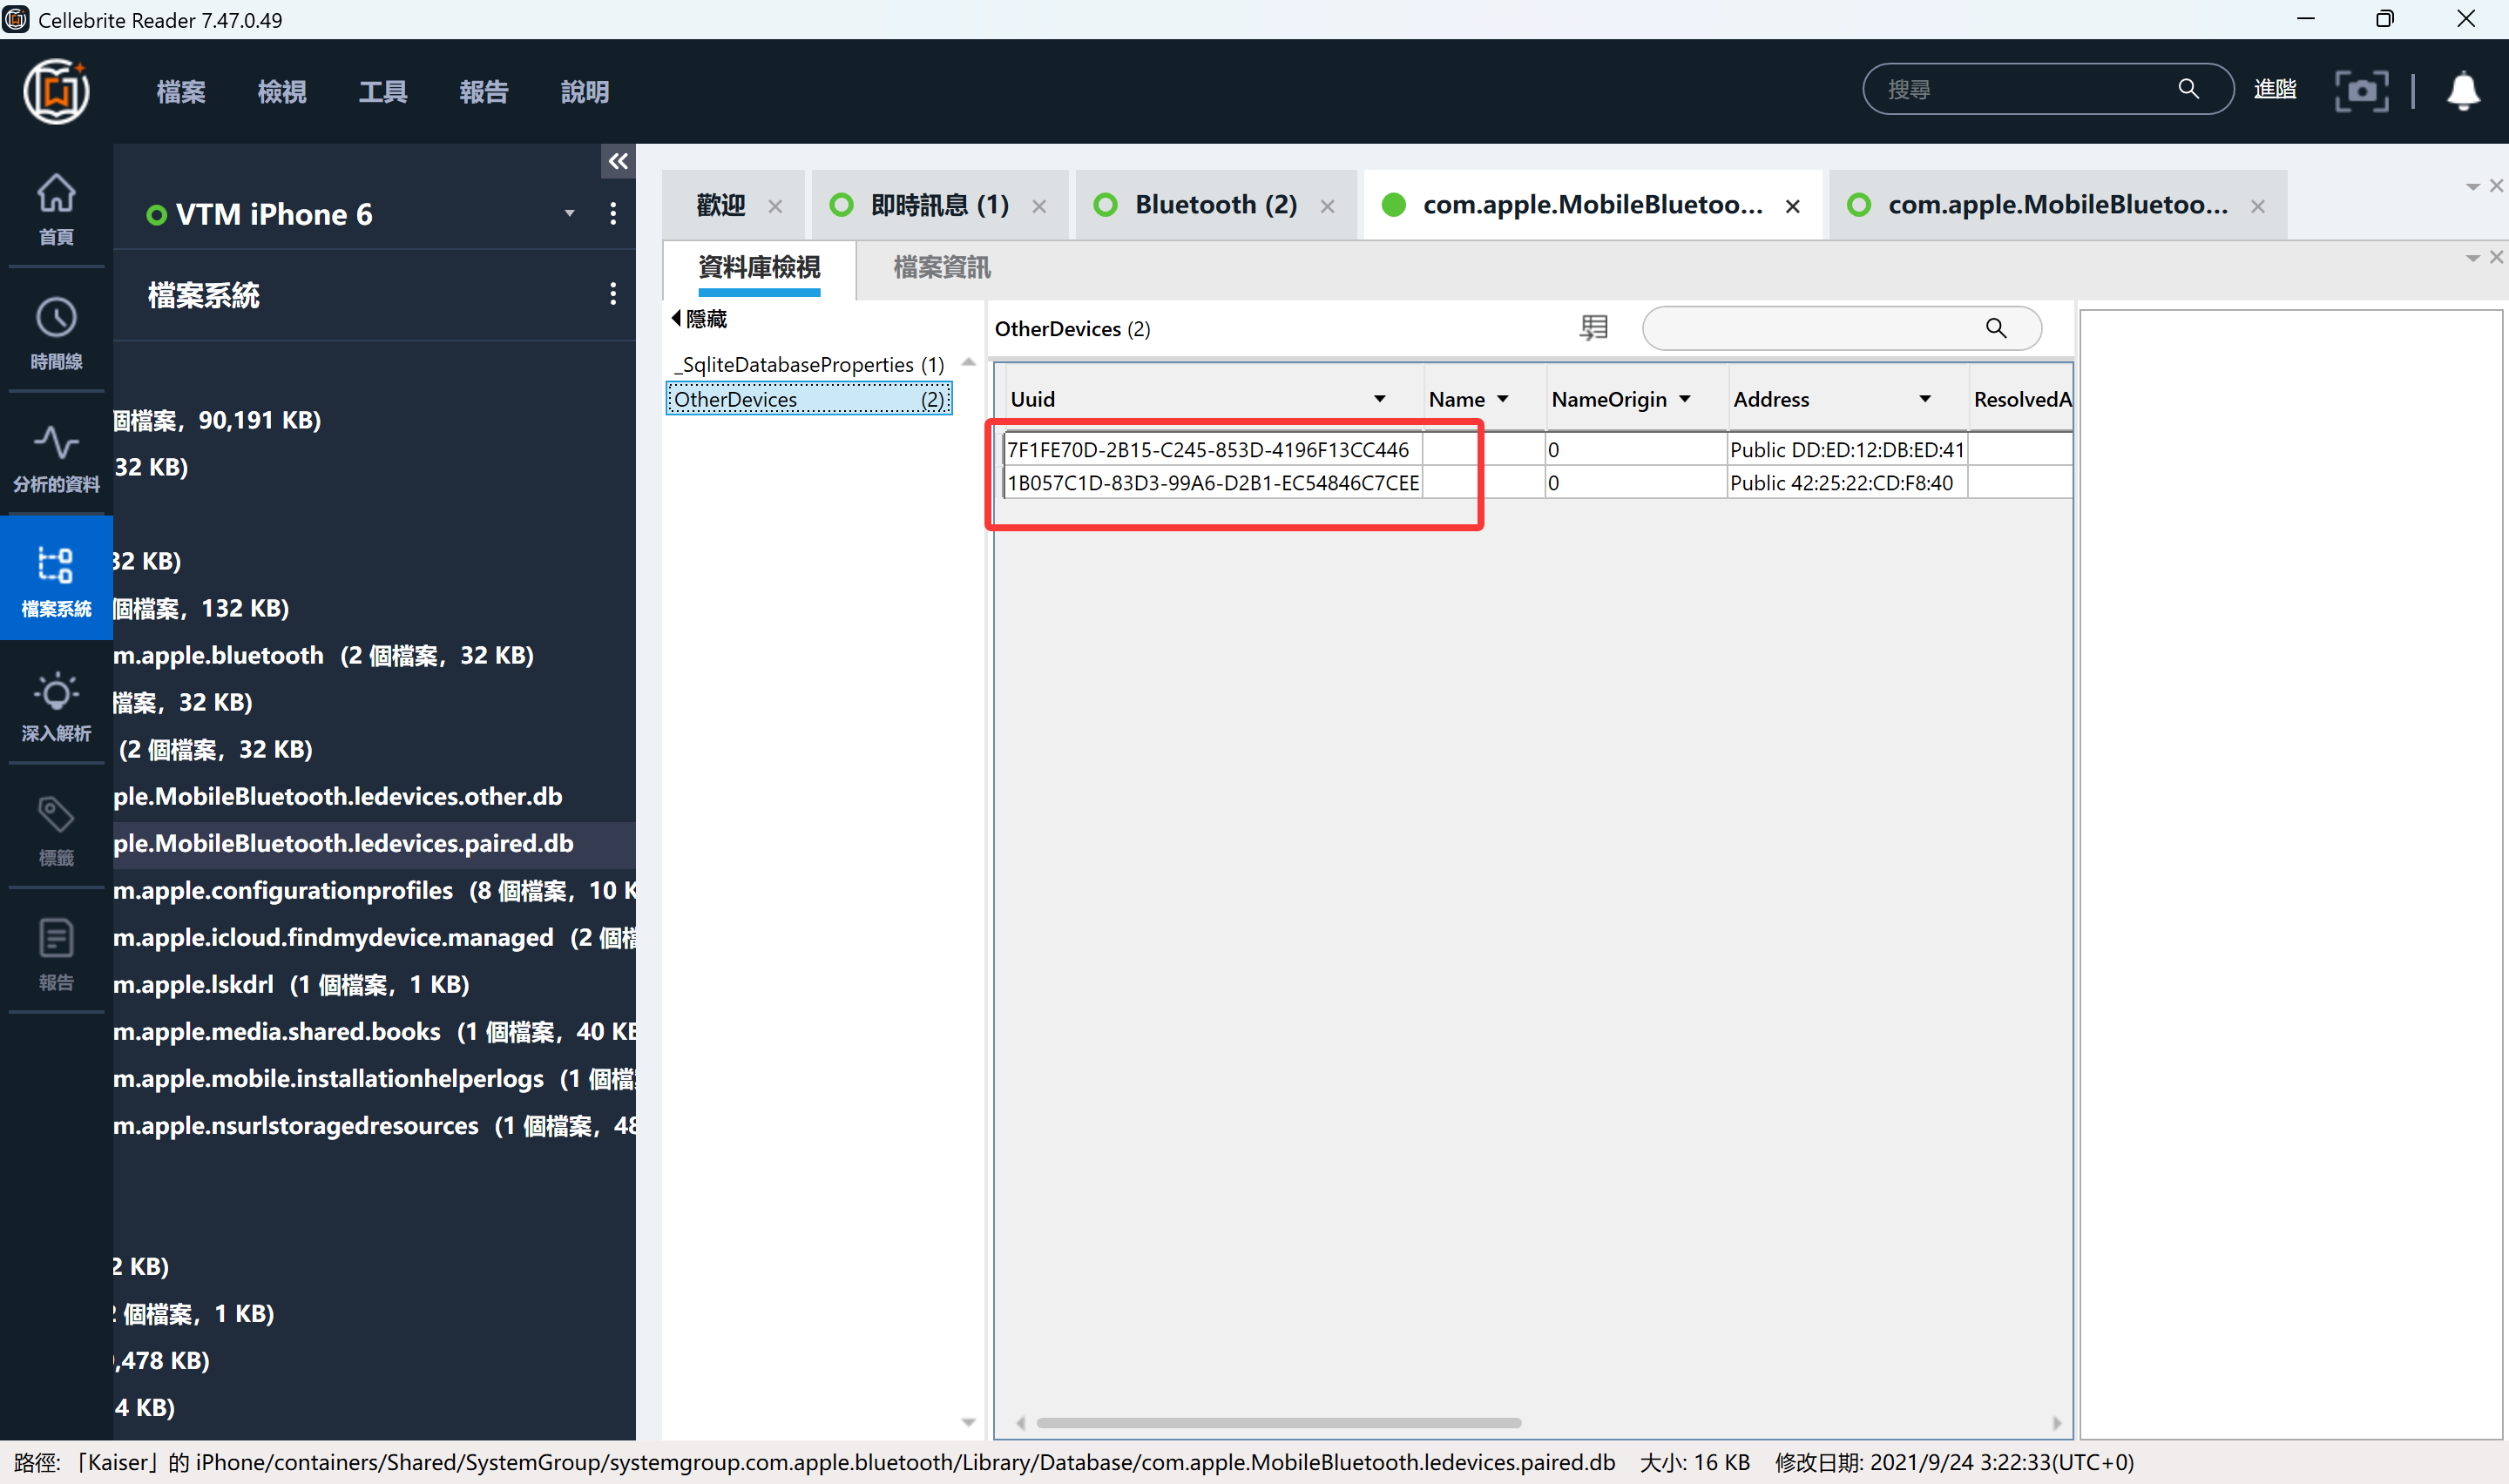 Cellebrite Reader 7.47.0.49
檔案 檢視 工具 報告 說明
搜尋
進階
首頁
時間線
分析的資料
檔案系統
深入解析
標籤
報告
VTM iPhone 6
檔案系統
個檔案，90,191 KB)
32 KB)
32 KB)
個檔案，132 KB)
m.apple.bluetooth (2 個檔案，32 KB)
檔案，32 KB)
(2 個檔案，32 KB)
ple.MobileBluetooth.ledevices.other.db
ple.MobileBluetooth.ledevices.paired.db
m.apple.configurationprofiles (8 個檔案，10 K
m.apple.icloud.findmydevice.managed (2 個檔
m.apple.lskdrl (1 個檔案，1 KB)
m.apple.media.shared.books (1 個檔案，40 KB
m.apple.mobile.installationhelperlogs (1 個檔
m.apple.nsurlstoragedresources (1 個檔案，48
2 KB)
個檔案，1 KB)
,478 KB)
4 KB)
歡迎 即時訊息 (1) Bluetooth (2) com.apple.MobileBluetoo... com.apple.MobileBluetoo...
資料庫檢視 檔案資訊
隱藏
_SqliteDatabaseProperties (1)
OtherDevices (2)
OtherDevices (2)
Uuid Name NameOrigin Address ResolvedA
7F1FE70D-2B15-C245-853D-4196F13CC446 0 Public DD:ED:12:DB:ED:41
1B057C1D-83D3-99A6-D2B1-EC54846C7CEE 0 Public 42:25:22:CD:F8:40
路徑: 「Kaiser」的 iPhone/containers/Shared/SystemGroup/systemgroup.com.apple.bluetooth/Library/Database/com.apple.MobileBluetooth.ledevices.paired.db 大小: 16 KB 修改日期: 2021/9/24 3:22:33(UTC+0)